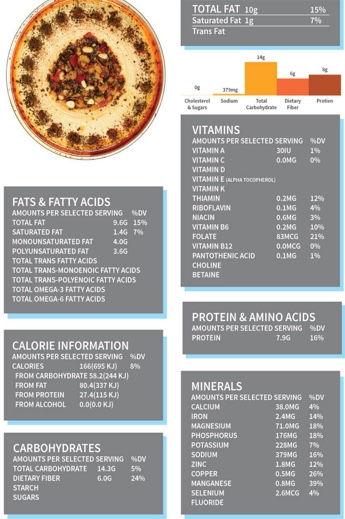 TOTAL FAT 10g 15%
Saturated Fat 1g 7%
Trans Fat
14g
0g
379mg
6g
8g
Cholesterol & Sugars
Sodium
Total Carbohydrate
Dietary Fiber
Protien
VITAMINS
AMOUNTS PER SELECTED SERVING %DV
VITAMIN A 30IU 1%
VITAMIN C 0.0MG 0%
VITAMIN D
VITAMIN E (ALPHA TOCOPHEROL)
VITAMIN K
THIAMIN 0.2MG 12%
RIBOFLAVIN 0.1MG 4%
NIACIN 0.6MG 3%
VITAMIN B6 0.2MG 10%
FOLATE 83MCG 21%
VITAMIN B12 0.0MCG 0%
PANTOTHENIC ACID 0.1MG 1%
CHOLINE
BETAINE
FATS & FATTY ACIDS
AMOUNTS PER SELECTED SERVING %DV
TOTAL FAT 9.6G 15%
SATURATED FAT 1.4G 7%
MONOUNSATURATED FAT 4.0G
POLYUNSATURATED FAT 3.6G
TOTAL TRANS FATTY ACIDS
TOTAL TRANS-MONOENOIC FATTY ACIDS
TOTAL TRANS-POLYENOIC FATTY ACIDS
TOTAL OMEGA-3 FATTY ACIDS
TOTAL OMEGA-6 FATTY ACIDS
PROTEIN & AMINO ACIDS
AMOUNTS PER SELECTED SERVING %DV
PROTEIN 7.9G 16%
CALORIE INFORMATION
AMOUNTS PER SELECTED SERVING %DV
CALORIES 166(695 KJ) 8%
FROM CARBOHYDRATE 58.2(244 KJ)
FROM FAT 80.4(337 KJ)
FROM PROTEIN 27.4(115 KJ)
FROM ALCOHOL 0.0(0.0 KJ)
MINERALS
AMOUNTS PER SELECTED SERVING %DV
CALCIUM 38.0MG 4%
IRON 2.4MG 14%
MAGNESIUM 71.0MG 18%
PHOSPHORUS 176MG 18%
POTASSIUM 228MG 7%
SODIUM 379MG 16%
ZINC 1.8MG 12%
COPPER 0.5MG 26%
MANGANESE 0.8MG 39%
SELENIUM 2.6MCG 4%
FLUORIDE
CARBOHYDRATES
AMOUNTS PER SELECTED SERVING %DV
TOTAL CARBOHYDRATE 14.3G 5%
DIETARY FIBER 6.0G 24%
STARCH
SUGARS